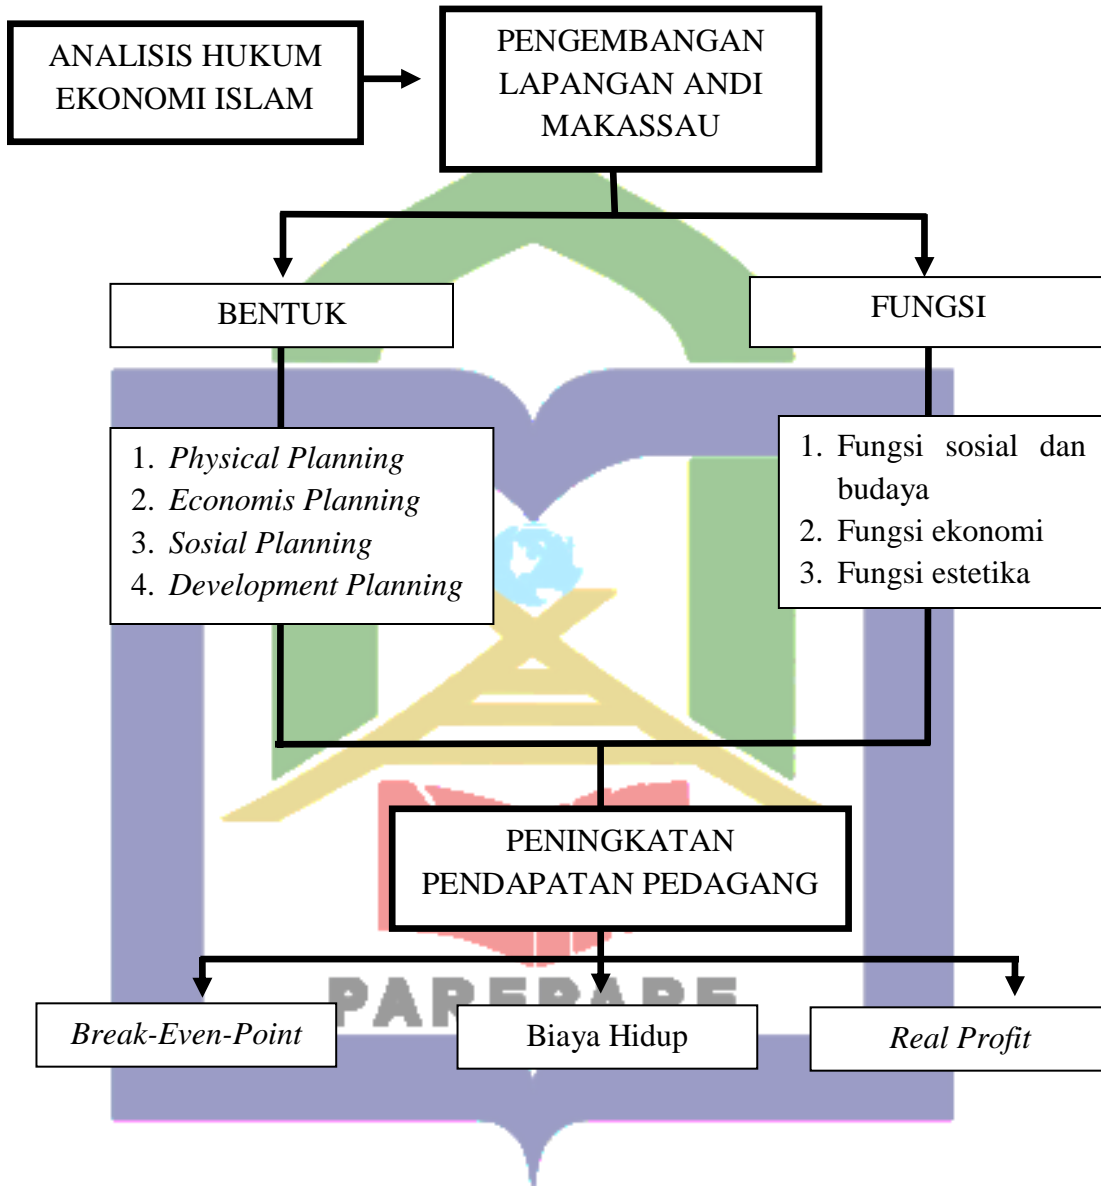 ANALISIS HUKUM
EKONOMI ISLAM
PENGEMBANGAN
LAPANGAN ANDI
MAKASSAU
BENTUK
FUNGSI
1. Physical Planning
2. Economis Planning
3. Sosial Planning
4. Development Planning
1. Fungsi sosial dan
budaya
2. Fungsi ekonomi
3. Fungsi estetika
PENINGKATAN
PENDAPATAN PEDAGANG
PAREPARE
Break-Even-Point
Biaya Hidup
Real Profit